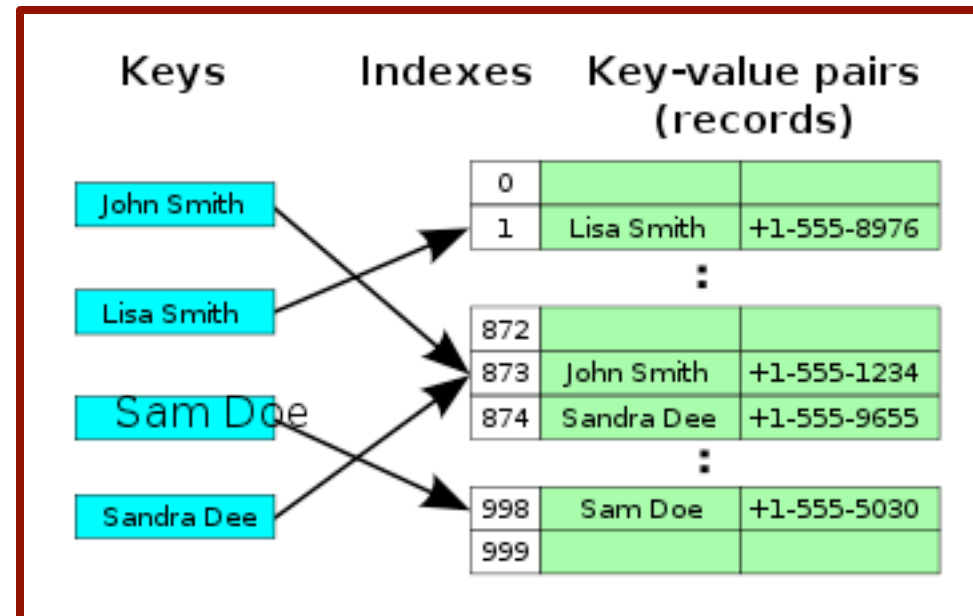 Keys Indexes Key-value pairs
(records)
John Smith
Lisa Smith
Sam Doe
Sandra Dee
0
1 Lisa Smith +1-555-8976
:
872
873 John Smith +1-555-1234
874 Sandra Dee +1-555-9655
:
998 Sam Doe +1-555-5030
999